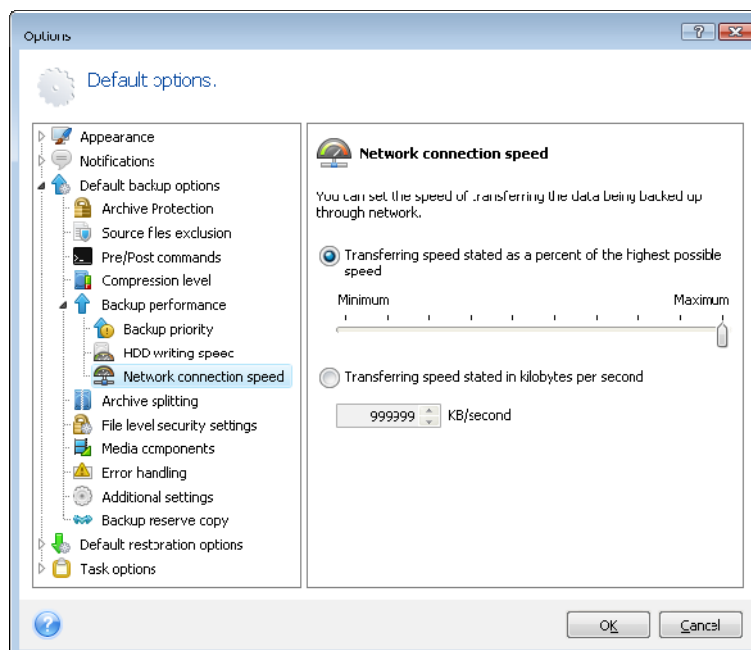 Options
Default options.
Appearance
Notifications
Default backup options
Archive Protection
Source files exclusion
Pre/Post commands
Compression level
Backup performance
Backup priority
HDD writing speed
Network connection speed
Archive splitting
File level security settings
Media components
Error handling
Additional settings
Backup reserve copy
Default restoration options
Task options
Network connection speed
You can set the speed of transferring the data being backed up
through network.
Transferring speed stated as a percent of the highest possible
speed
Minimum Maximum
Transferring speed stated in kilobytes per second
999999 KB/second
OK Cancel